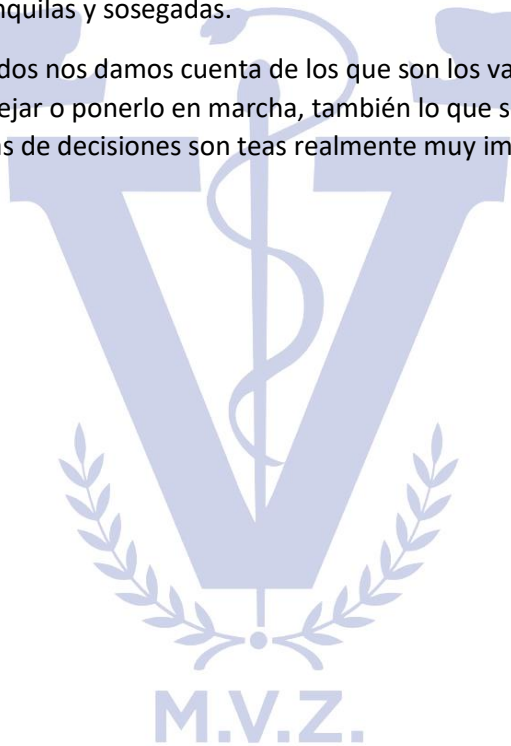 nquilas y sosegadas.
dos nos damos cuenta de los que son los va
ejar o ponerlo en marcha, también lo que s
as de decisiones son teas realmente muy im
M.V.Z.